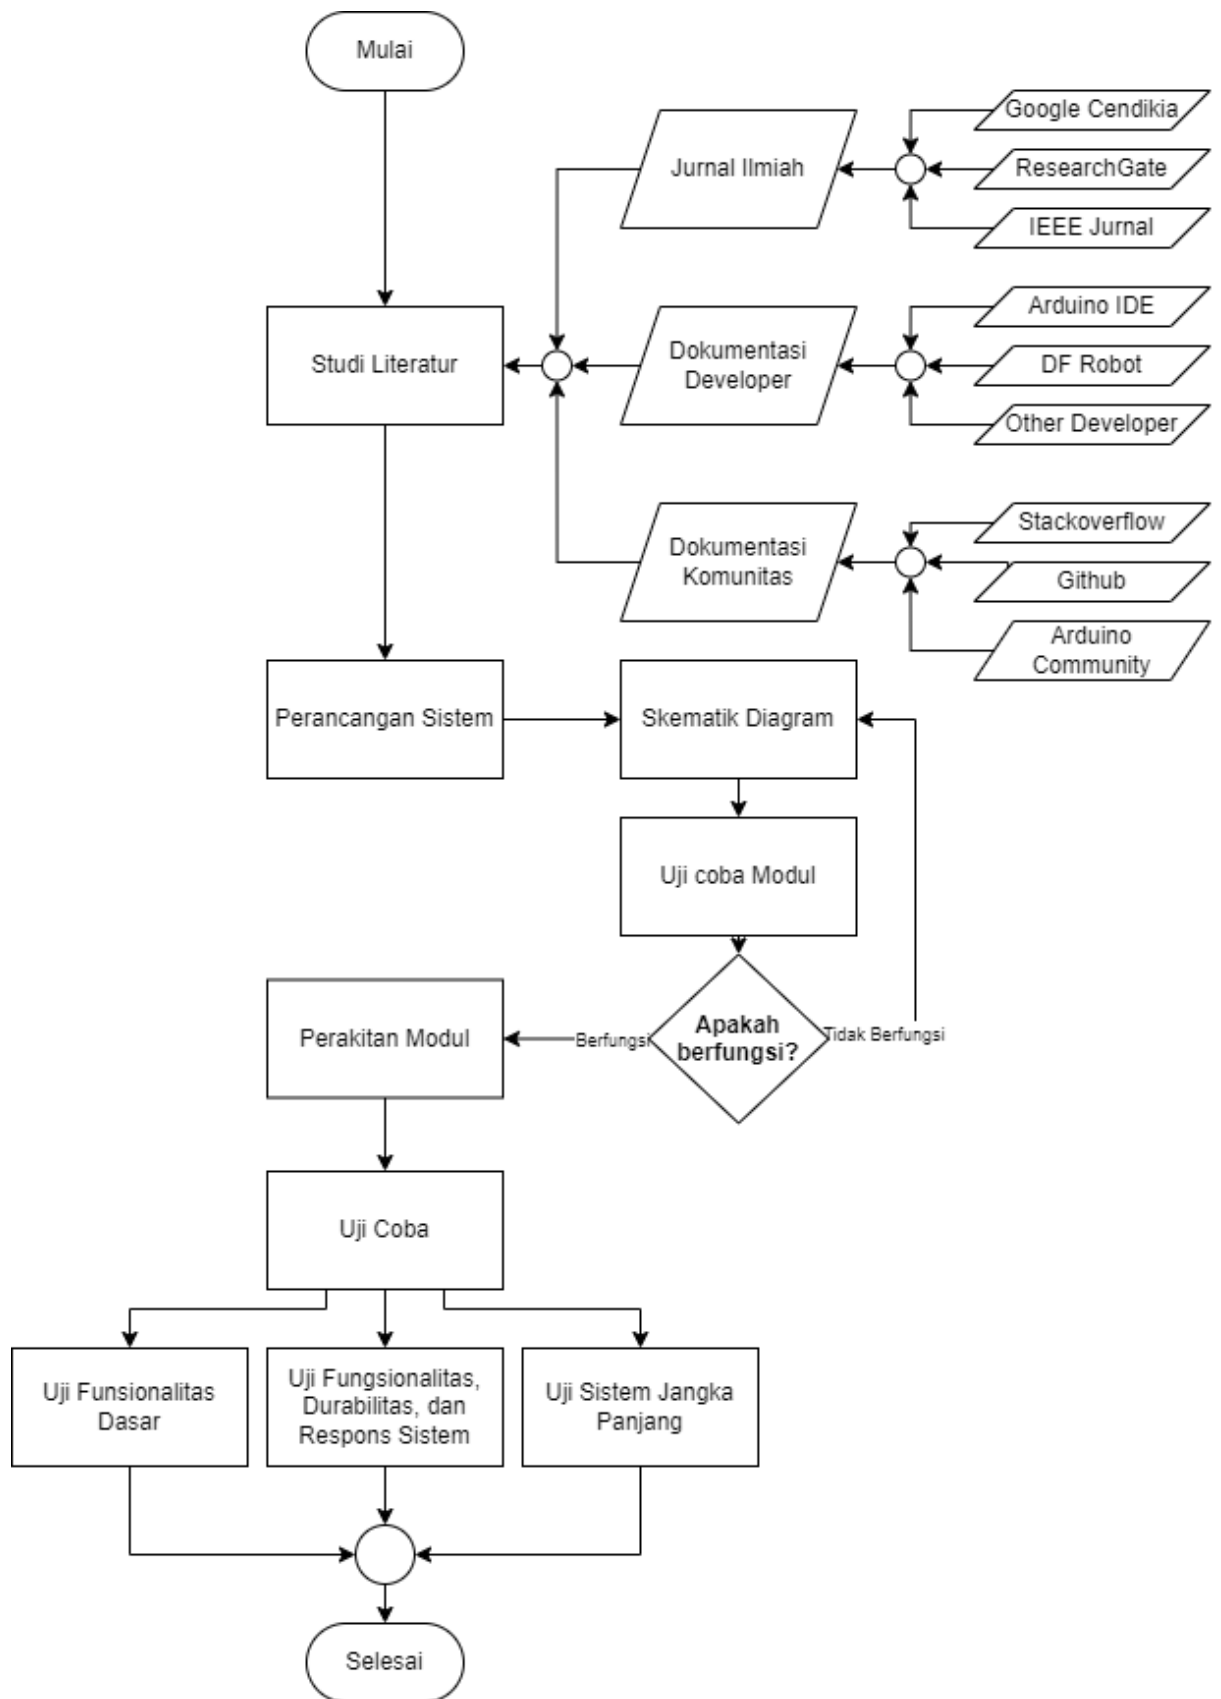 Mulai
Google Cendikia
Jurnal Ilmiah
ResearchGate
IEEE Jurnal
Arduino IDE
Studi Literatur
Dokumentasi
Developer
DF Robot
Other Developer
Stackoverflow
Dokumentasi
Komunitas
Github
Arduino
Community
Perancangan Sistem
Skematik Diagram
Uji coba Modul
Perakitan Modul
Berfungsi
Apakah
berfungsi?
Tidak Berfungsi
Uji Coba
Uji Funsionalitas
Dasar
Uji Fungsionalitas,
Durabilitas, dan
Respons Sistem
Uji Sistem Jangka
Panjang
Selesai